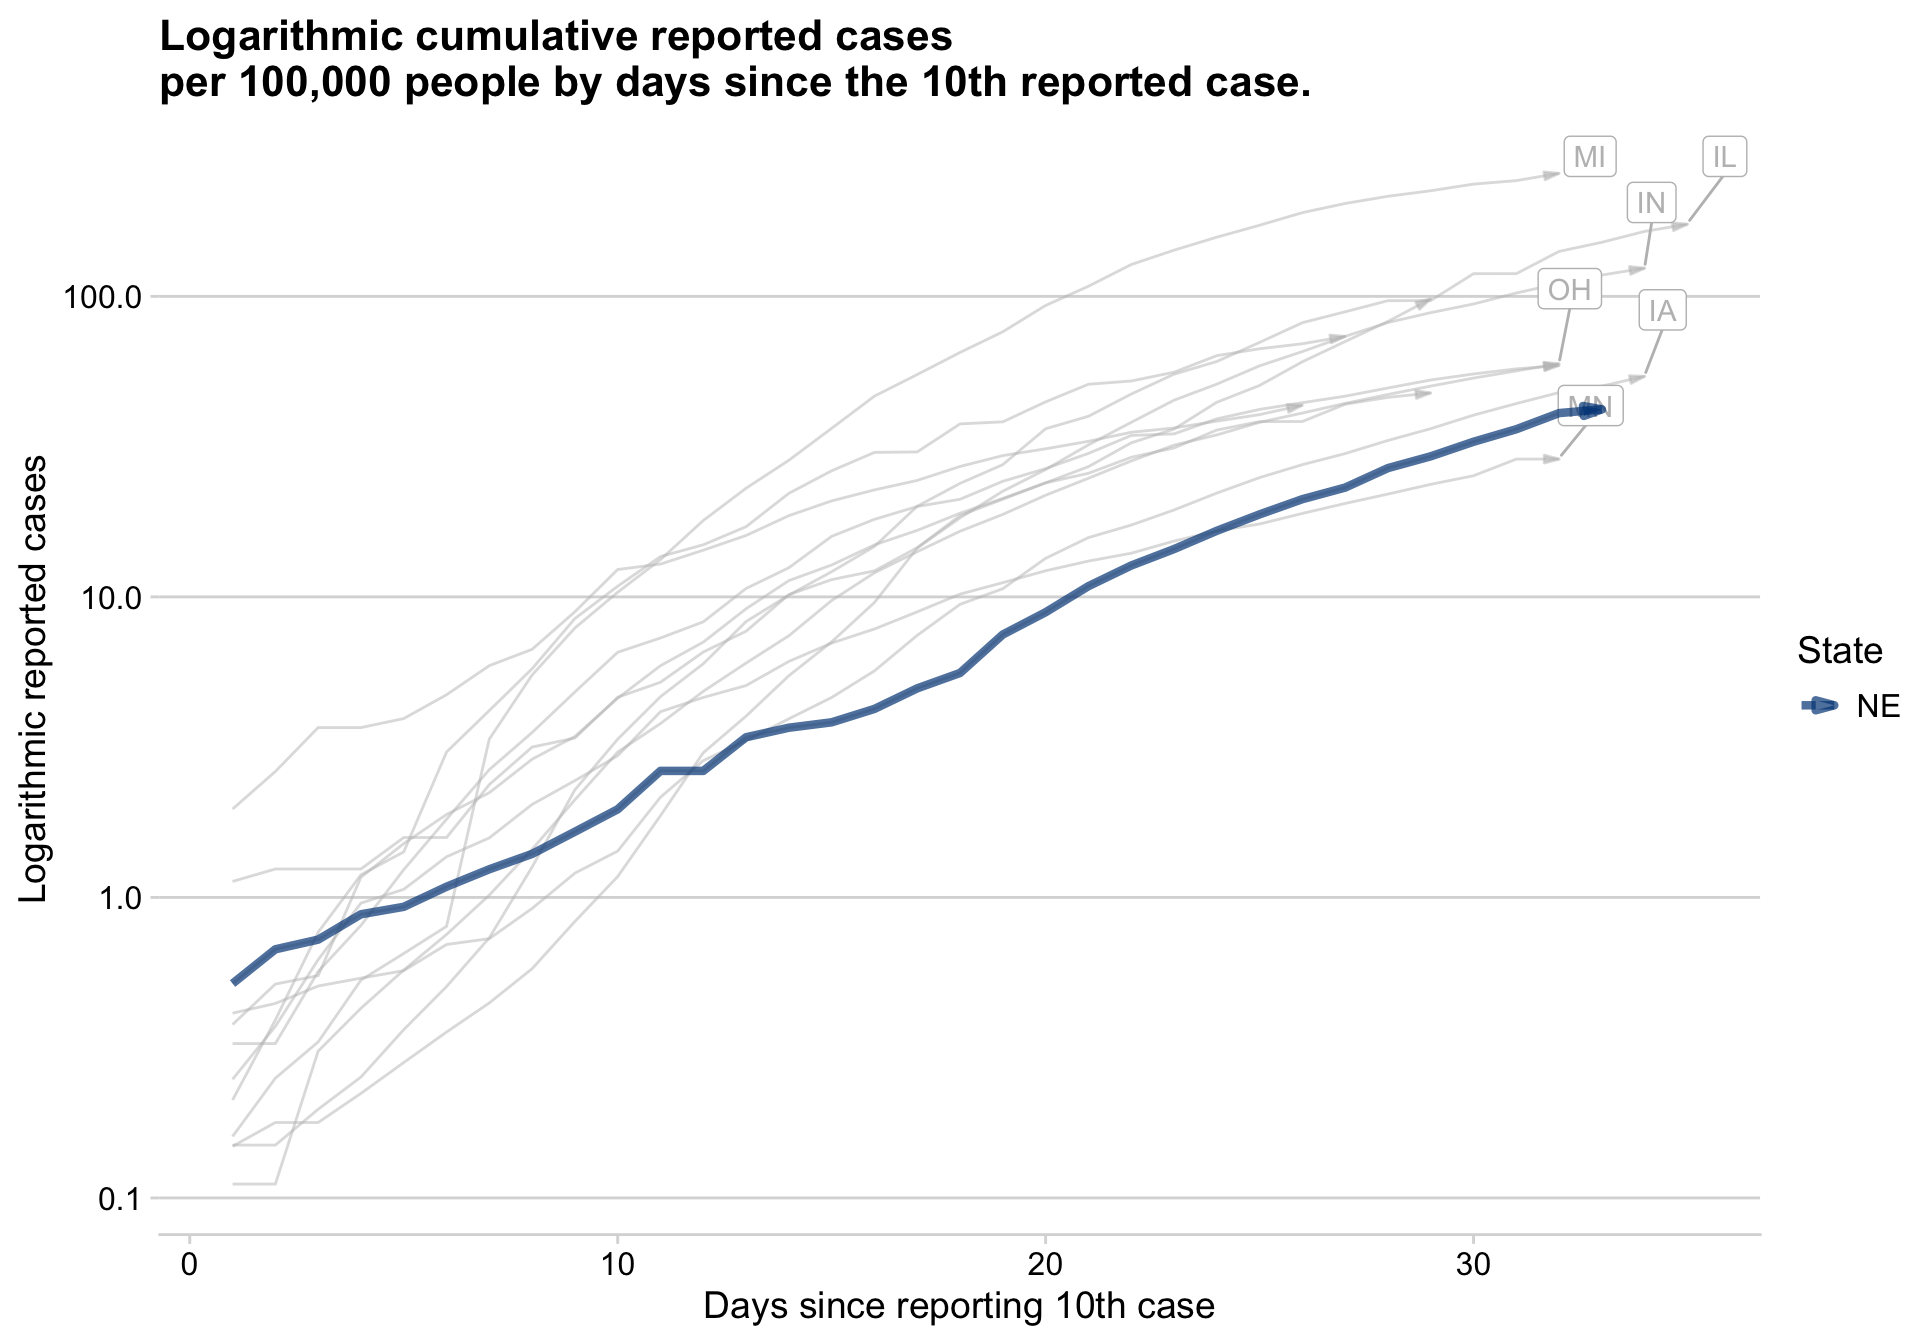 Logarithmic cumulative reported cases
per 100,000 people by days since the 10th reported case.
MI
IL
IN
OH
IA
MN
100.0
10.0
1.0
0.1
Logarithmic reported cases
0
10
20
30
Days since reporting 10th case
State
NE